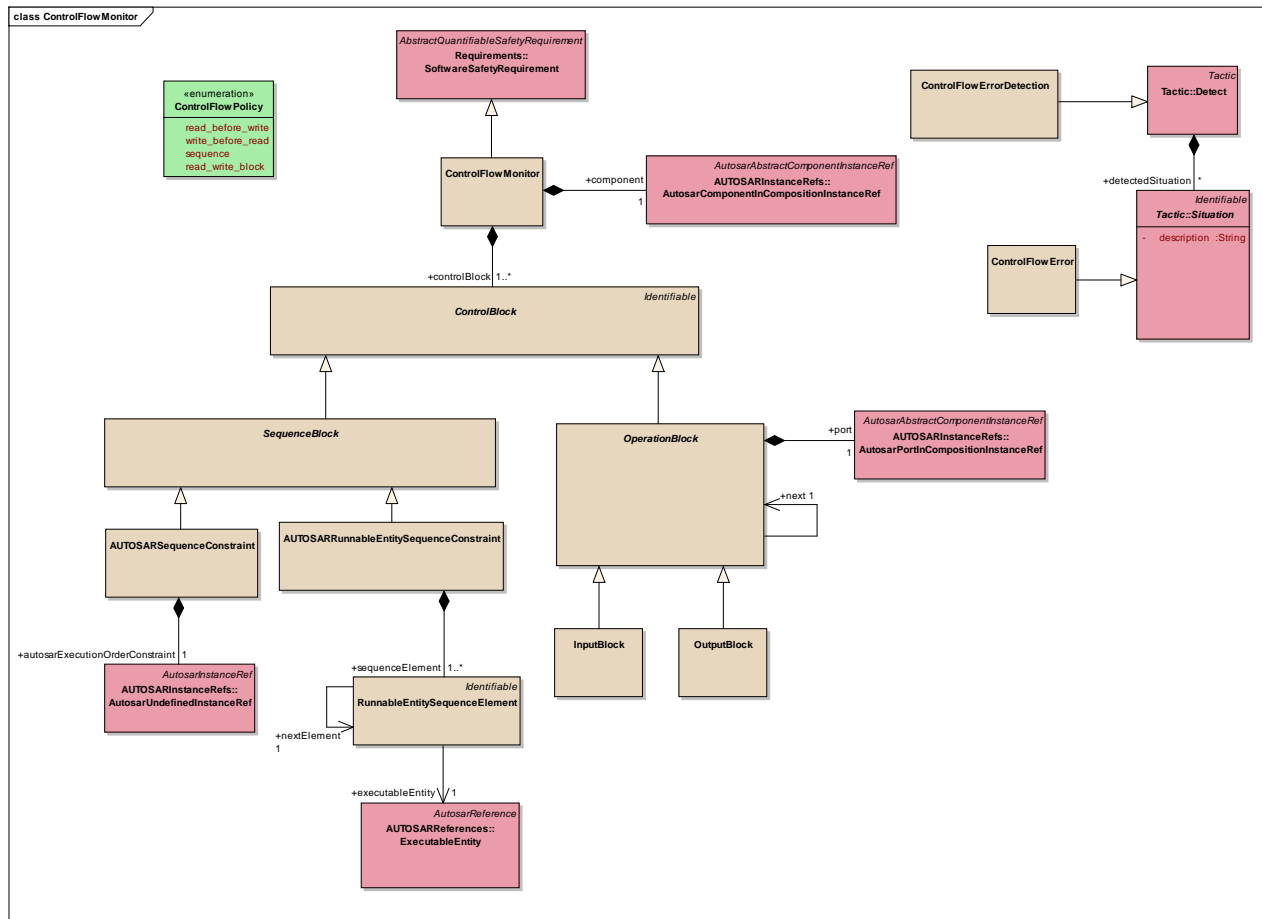 class ControlFlowMonitor
AbstractQuantifiableSafetyRequirement
Requirements::
SoftwareSafetyRequirement
«enumeration»
ControlFlowPolicy
read_before_write
write_before_read
sequence
read_write_block
ControlFlowErrorDetection
Tactic
Tactic::Detect
ControlFlowMonitor
+component
1
AutosarAbstractComponentInstanceRef
AUTOSARInstanceRefs::
AutosarComponentInCompositionInstanceRef
+detectedSituation *
Identifiable
Tactic::Situation
- description :String
ControlFlowError
+controlBlock 1..*
Identifiable
ControlBlock
SequenceBlock
OperationBlock
+port
1
AutosarAbstractComponentInstanceRef
AUTOSARInstanceRefs::
AutosarPortInCompositionInstanceRef
+next 1
AUTOSARSequenceConstraint
AUTOSARRunnableEntitySequenceConstraint
InputBlock
OutputBlock
+autosarExecutionOrderConstraint 1
AutosarInstanceRef
AUTOSARInstanceRefs::
AutosarUndefinedInstanceRef
+sequenceElement 1..*
Identifiable
RunnableEntitySequenceElement
+nextElement
1
+executableEntity 1
AutosarReference
AUTOSARReferences::
ExecutableEntity